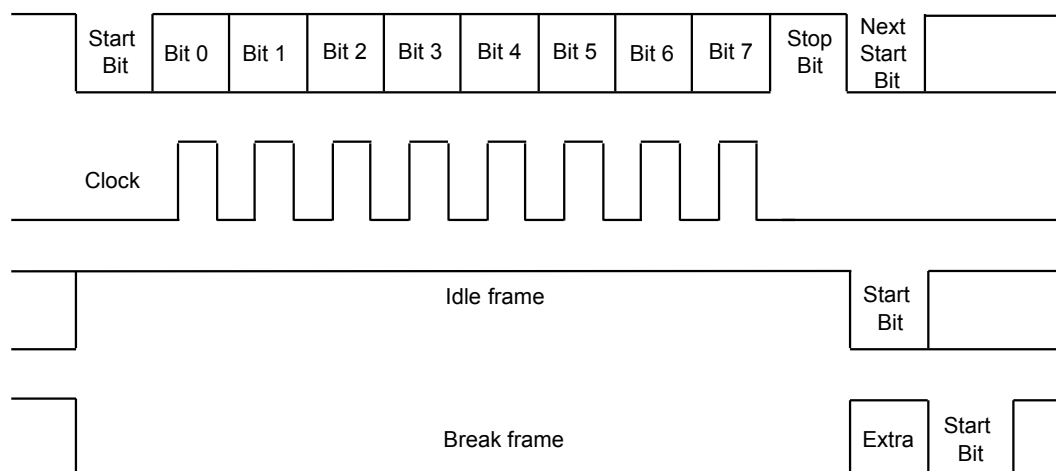 Start
Bit
Bit 0
Bit 1
Bit 2
Bit 3
Bit 4
Bit 5
Bit 6
Bit 7
Stop
Bit
Next
Start
Bit
Clock
Idle frame
Start
Bit
Break frame
Extra
Start
Bit